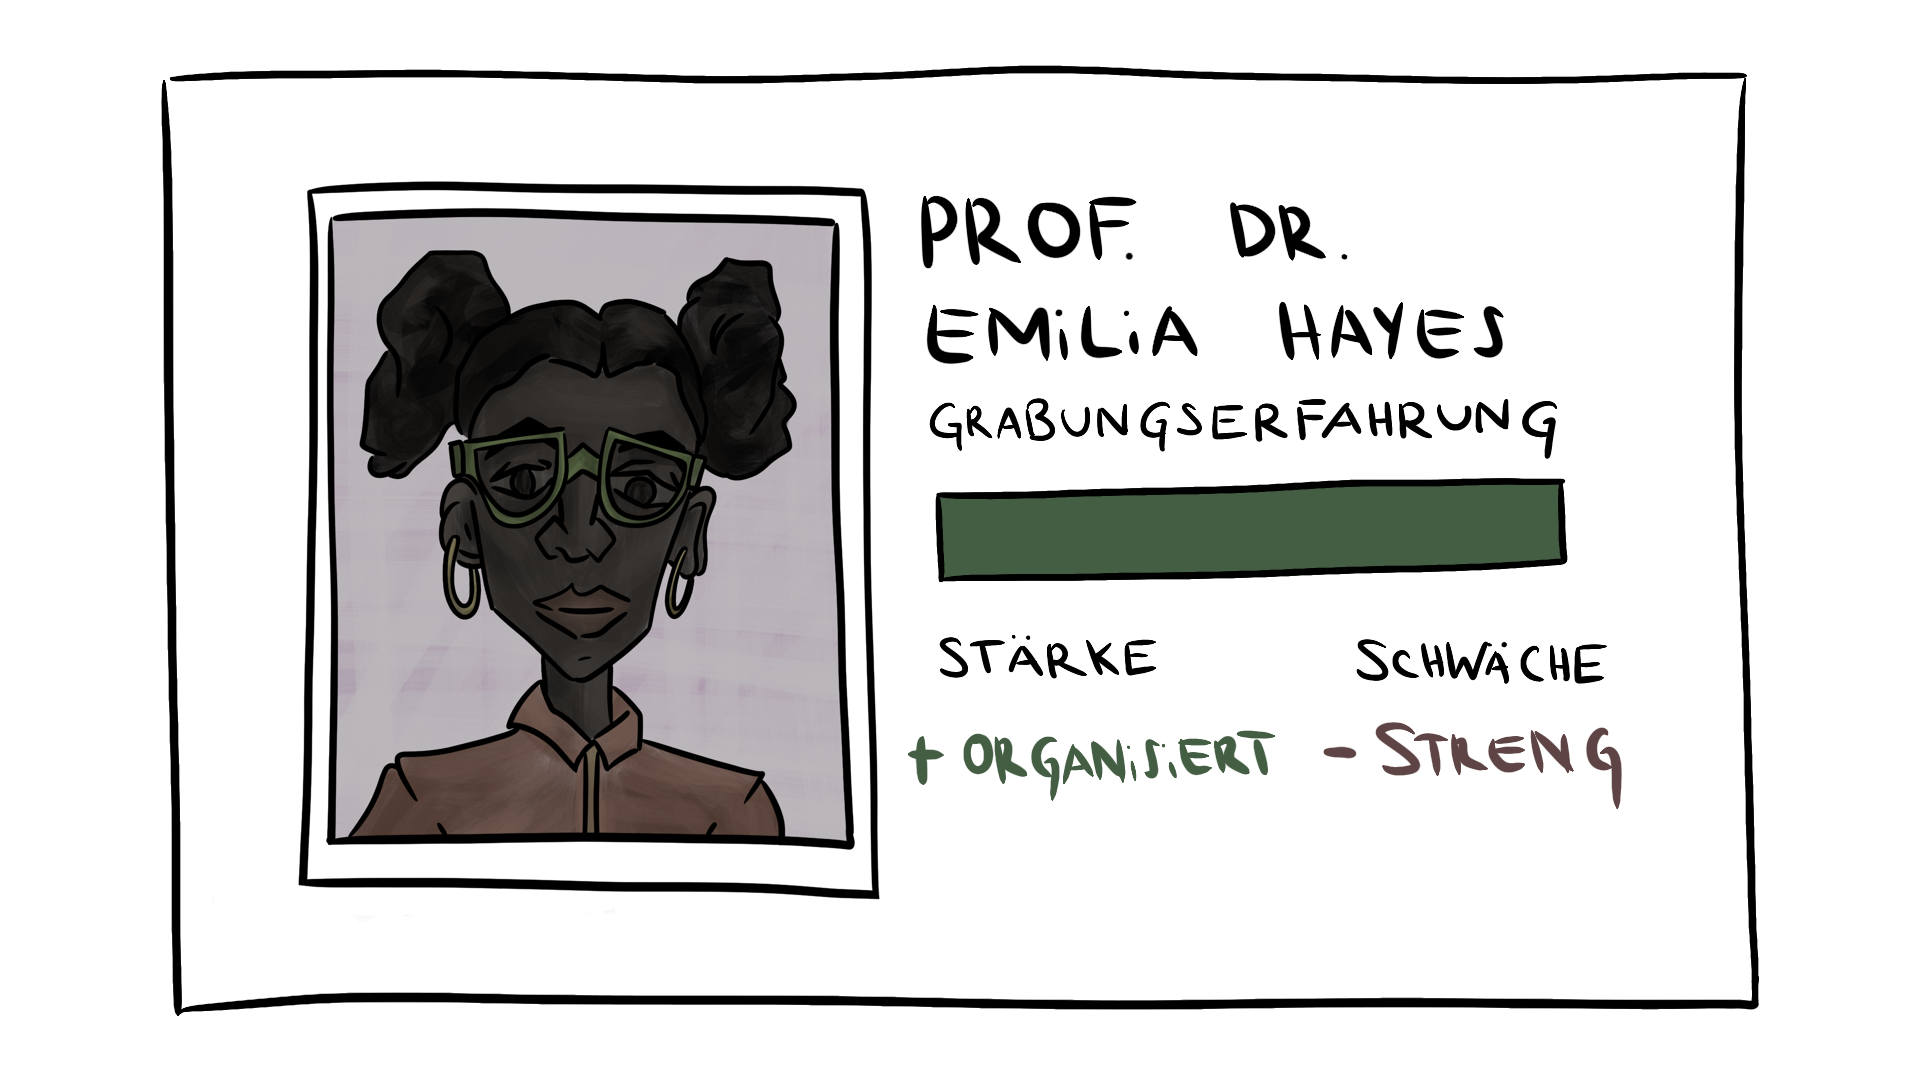 PROF. DR.
EMiLiA HAYES
GRABUNGSERFAHRUNG
STÄRKE SCHWÄCHE
+ ORGANiSiERT - STRENG